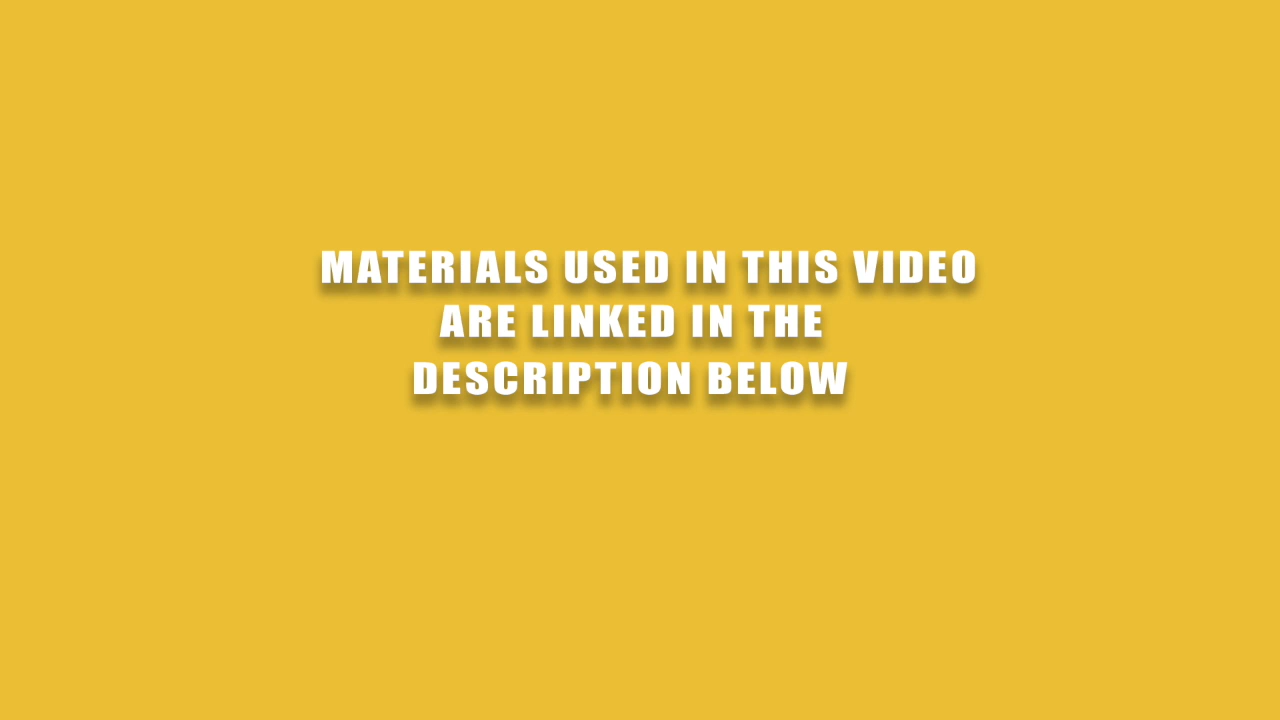 MATERIALS USED IN THIS VIDEO
ARE LINKED IN THE
DESCRIPTION BELOW